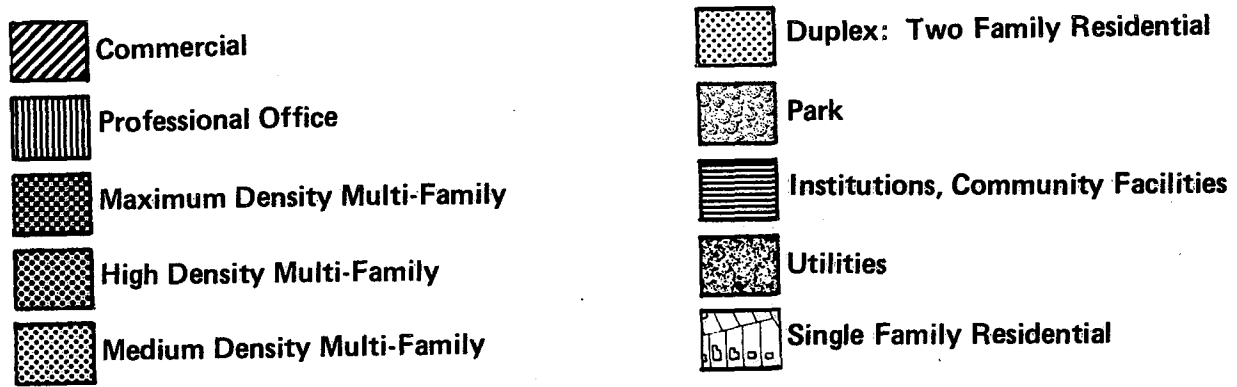 Commercial
Professional Office
Maximum Density Multi-Family
High Density Multi-Family
Medium Density Multi-Family
Duplex: Two Family Residential
Park
Institutions, Community Facilities
Utilities
Single Family Residential